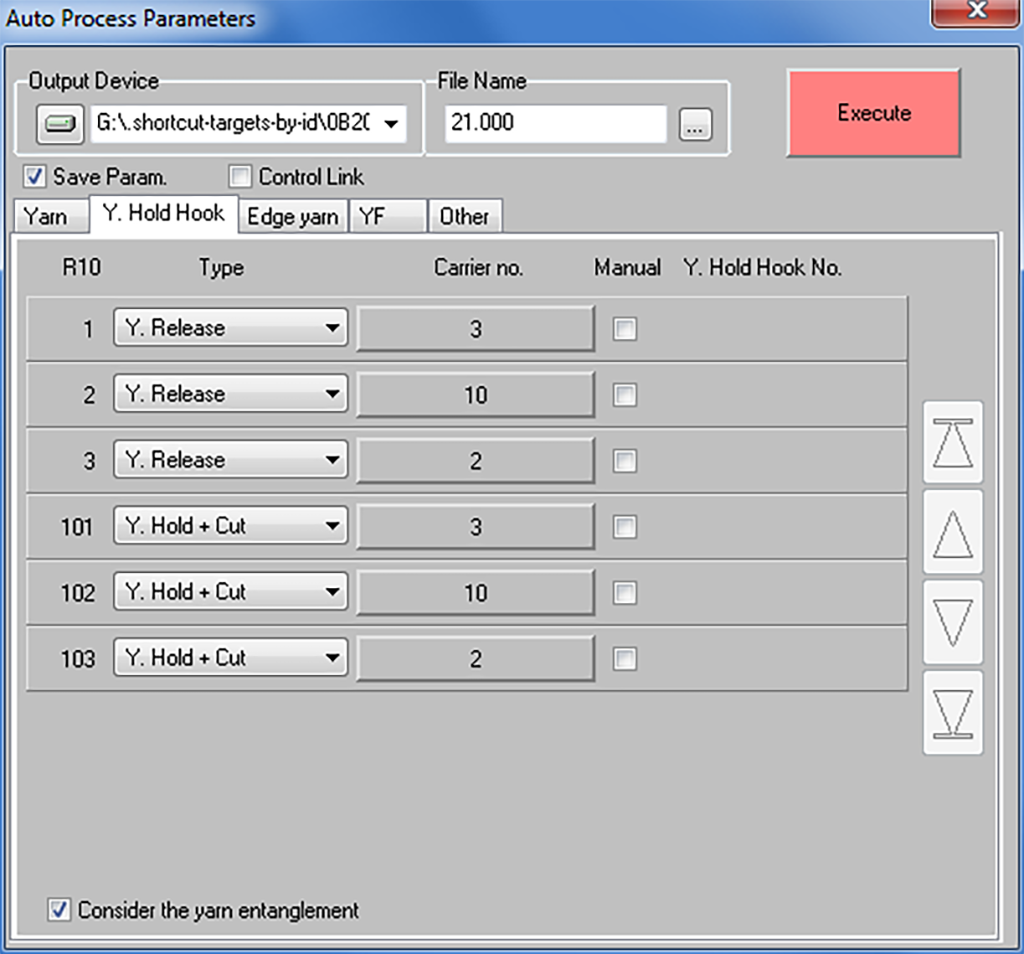 Auto Process Parameters
Output Device
File Name
G:\.shortcut-targets-by-id\0B2
21.000
...
Execute
Save Param.
Control Link
Yarn
Y. Hold Hook
Edge yarn
YF
Other
R10 Type Carrier no. Manual Y. Hold Hook No.
1 Y. Release 3
2 Y. Release 10
3 Y. Release 2
101 Y. Hold + Cut 3
102 Y. Hold + Cut 10
103 Y. Hold + Cut 2
Consider the yarn entanglement